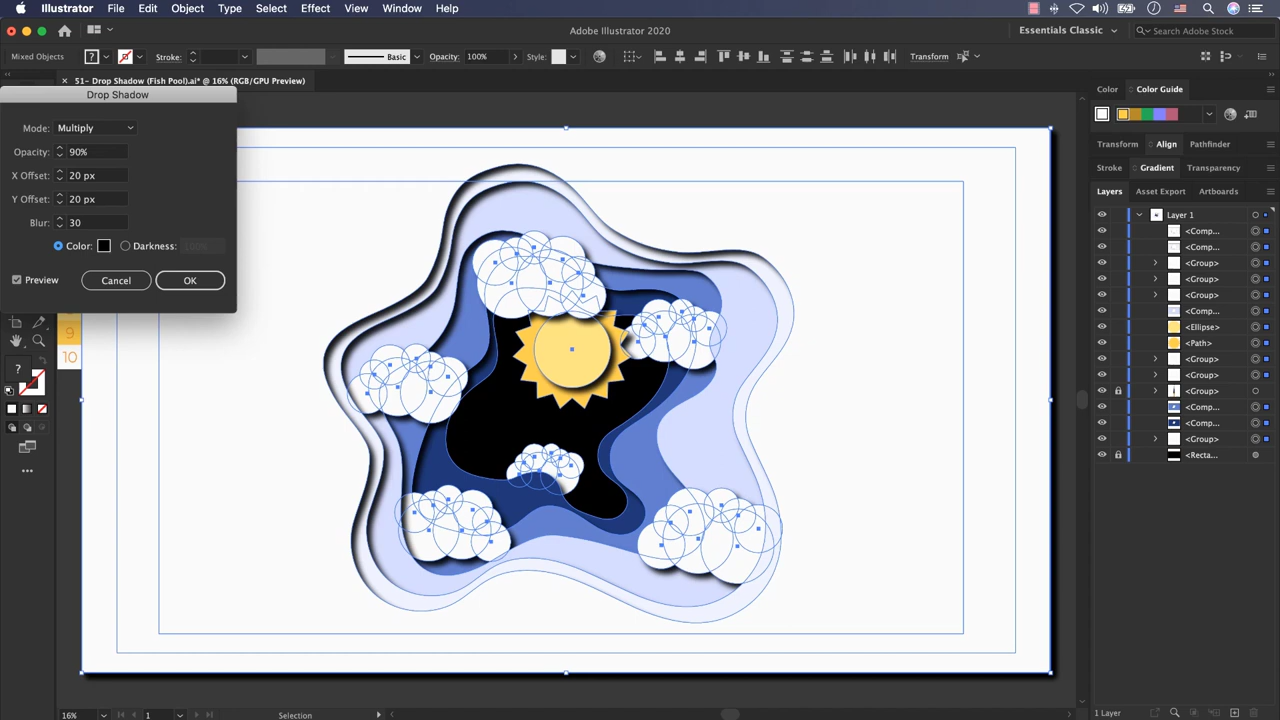 Illustrator File Edit Object Type Select Effect View Window Help
Adobe Illustrator 2020
Essentials Classic
Search Adobe Stock
Mixed Objects
?
Stroke:
Basic
Opacity: 100%
Style:
Transform
51- Drop Shadow (Fish Pool).ai* @ 16% (RGB/GPU Preview)
Drop Shadow
Mode: Multiply
Opacity: 90%
X Offset: 20 px
Y Offset: 20 px
Blur: 30
Color:
Darkness: 100%
Preview
Cancel
OK
9
10
?
Color
Color Guide
Transform
Align
Pathfinder
Stroke
Gradient
Transparency
Layers
Asset Export
Artboards
Layer 1
<Comp...
<Comp...
<Group>
<Group>
<Group>
<Comp...
<Ellipse>
<Path>
<Group>
<Group>
<Group>
<Comp...
<Comp...
<Group>
<Recta...
16%
1
Selection
1 Layer